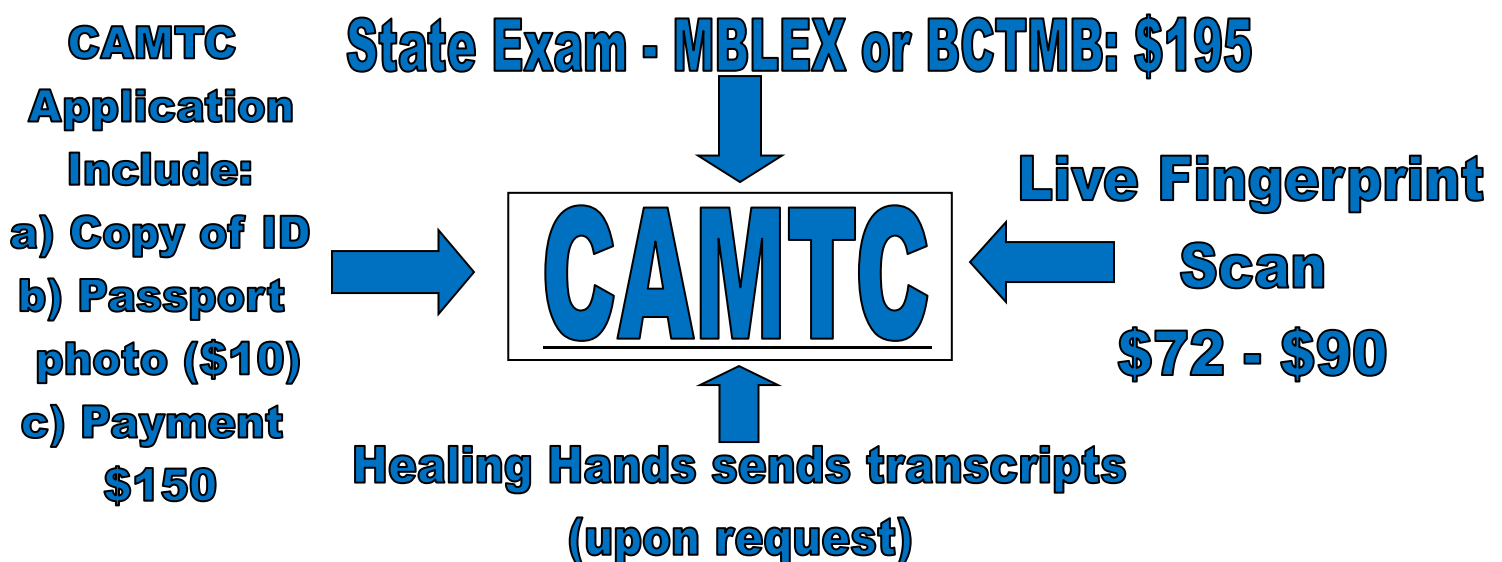 CAMTC
Application
Include:
a) Copy of ID
b) Passport
photo ($10)
c) Payment
$150
State Exam - MBLEX or BCTMB: $195
CAMTC
Live Fingerprint
Scan
$72 - $90
Healing Hands sends transcripts
(upon request)